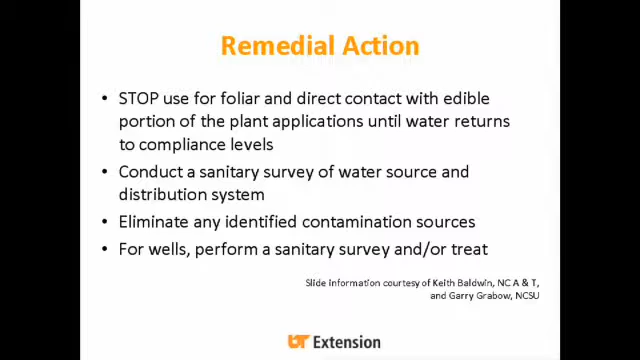 Remedial Action
• STOP use for foliar and direct contact with edible
portion of the plant applications until water returns
to compliance levels
• Conduct a sanitary survey of water source and
distribution system
• Eliminate any identified contamination sources
• For wells, perform a sanitary survey and/or treat
Slide information courtesy of Keith Baldwin, NC A & T,
and Garry Grabow, NCSU
UT Extension